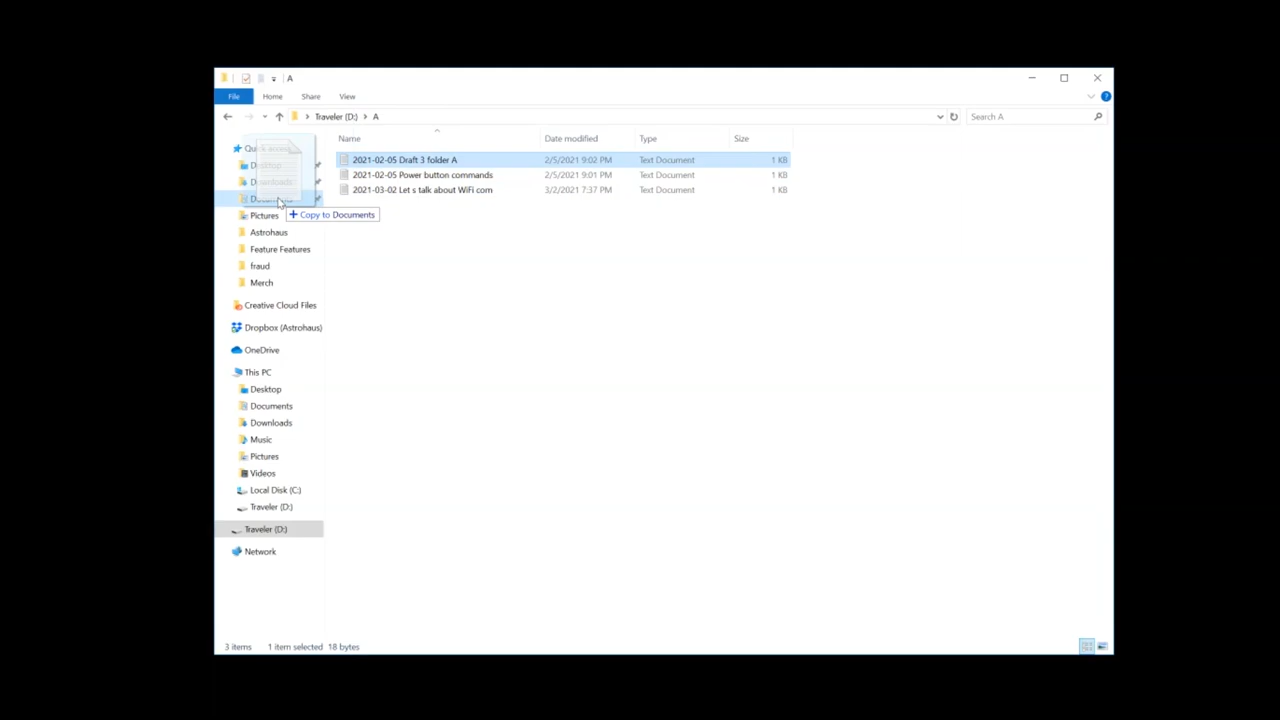 A
File Home Share View
Traveler (D:) A Search A
Name Date modified Type Size
Quick access
2021-02-05 Draft 3 folder A 2/5/2021 9:02 PM Text Document 1 KB
Desktop
2021-02-05 Power button commands 2/5/2021 9:01 PM Text Document 1 KB
Downloads
2021-03-02 Let s talk about WiFi com 3/2/2021 7:37 PM Text Document 1 KB
Documents
Pictures
+ Copy to Documents
Astrohaus
Feature Features
fraud
Merch
Creative Cloud Files
Dropbox (Astrohaus)
OneDrive
This PC
Desktop
Documents
Downloads
Music
Pictures
Videos
Local Disk (C:)
Traveler (D:)
Traveler (D:)
Network
3 items 1 item selected 18 bytes